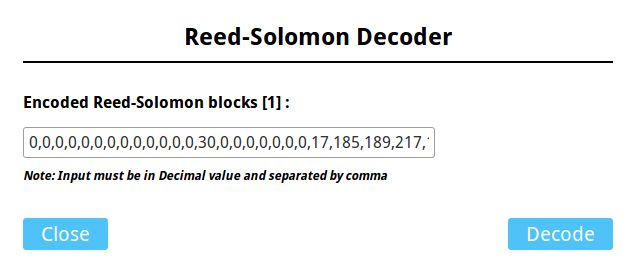 Reed-Solomon Decoder
Encoded Reed-Solomon blocks [1] :
0,0,0,0,0,0,0,0,0,0,0,0,0,30,0,0,0,0,0,0,0,17,185,189,217,
Note: Input must be in Decimal value and separated by comma
Close
Decode